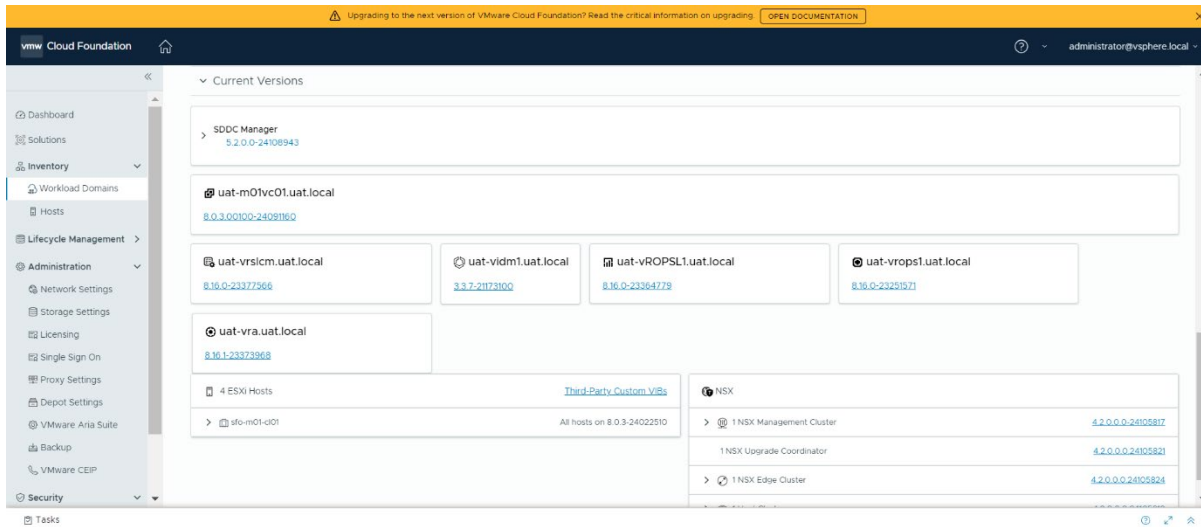 Upgrading to the next version of VMware Cloud Foundation? Read the critical information on upgrading. OPEN DOCUMENTATION
vmw Cloud Foundation
administrator@vsphere.local
Dashboard
Solutions
Inventory
Workload Domains
Hosts
Lifecycle Management
Administration
Network Settings
Storage Settings
Licensing
Single Sign On
Proxy Settings
Depot Settings
VMware Aria Suite
Backup
VMware CEIP
Security
Current Versions
SDDC Manager
5.2.0.0-24108943
uat-m01vc01.uat.local
8.0.3.00100-24091160
uat-vrslcm.uat.local
8.16.0-23377566
uat-vidm1.uat.local
3.3.7-21173100
uat-vROPSL1.uat.local
8.16.0-23364779
uat-vrops1.uat.local
8.16.0-23251571
uat-vra.uat.local
8.16.1-23373968
4 ESXi Hosts Third-Party Custom VIBs
sfo-m01-cl01 All hosts on 8.0.3-24022510
NSX
1 NSX Management Cluster 4.2.0.0.0-24105817
1 NSX Upgrade Coordinator 4.2.0.0.0.24105821
1 NSX Edge Cluster 4.2.0.0.0.24105824
Tasks